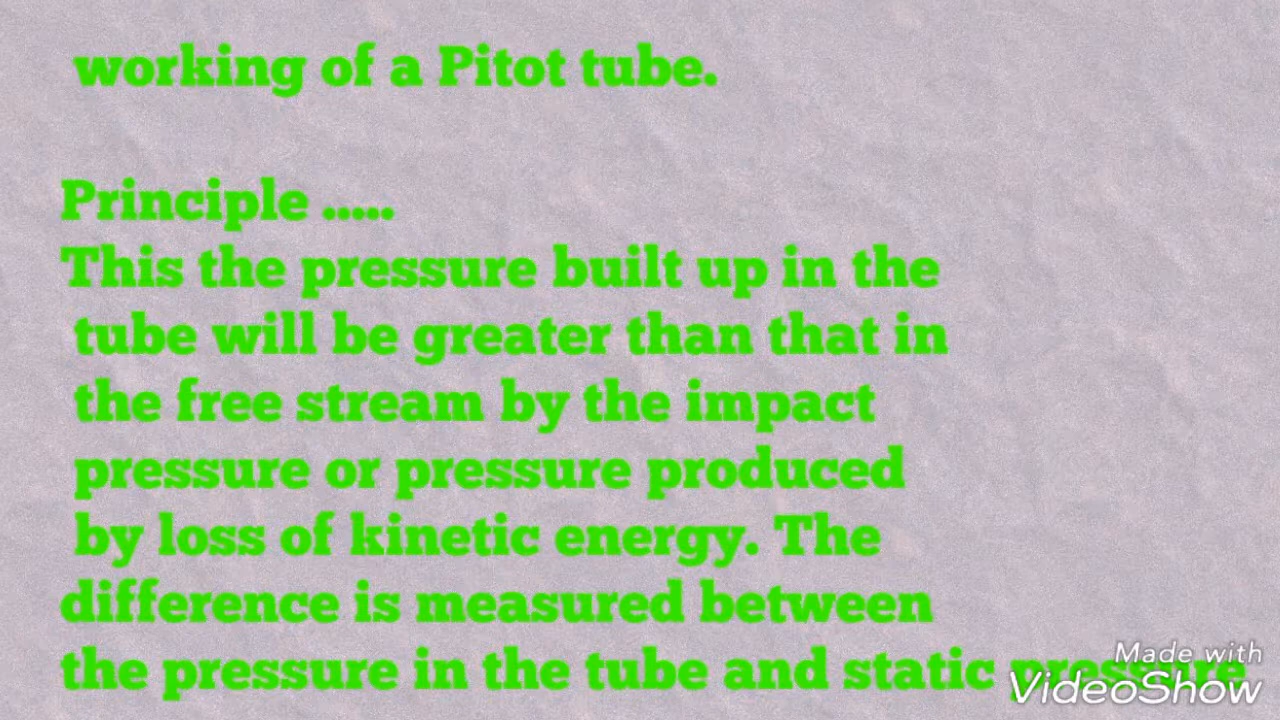 working of a Pitot tube.
Principle .....
This the pressure built up in the
tube will be greater than that in
the free stream by the impact
pressure or pressure produced
by loss of kinetic energy. The
difference is measured between
the pressure in the tube and static pressure
Made with
VideoShow